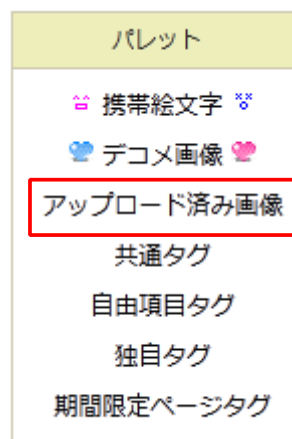 パレット
携帯絵文字
デコメ画像
アップロード済み画像
共通タグ
自由項目タグ
独自タグ
期間限定ページタグ